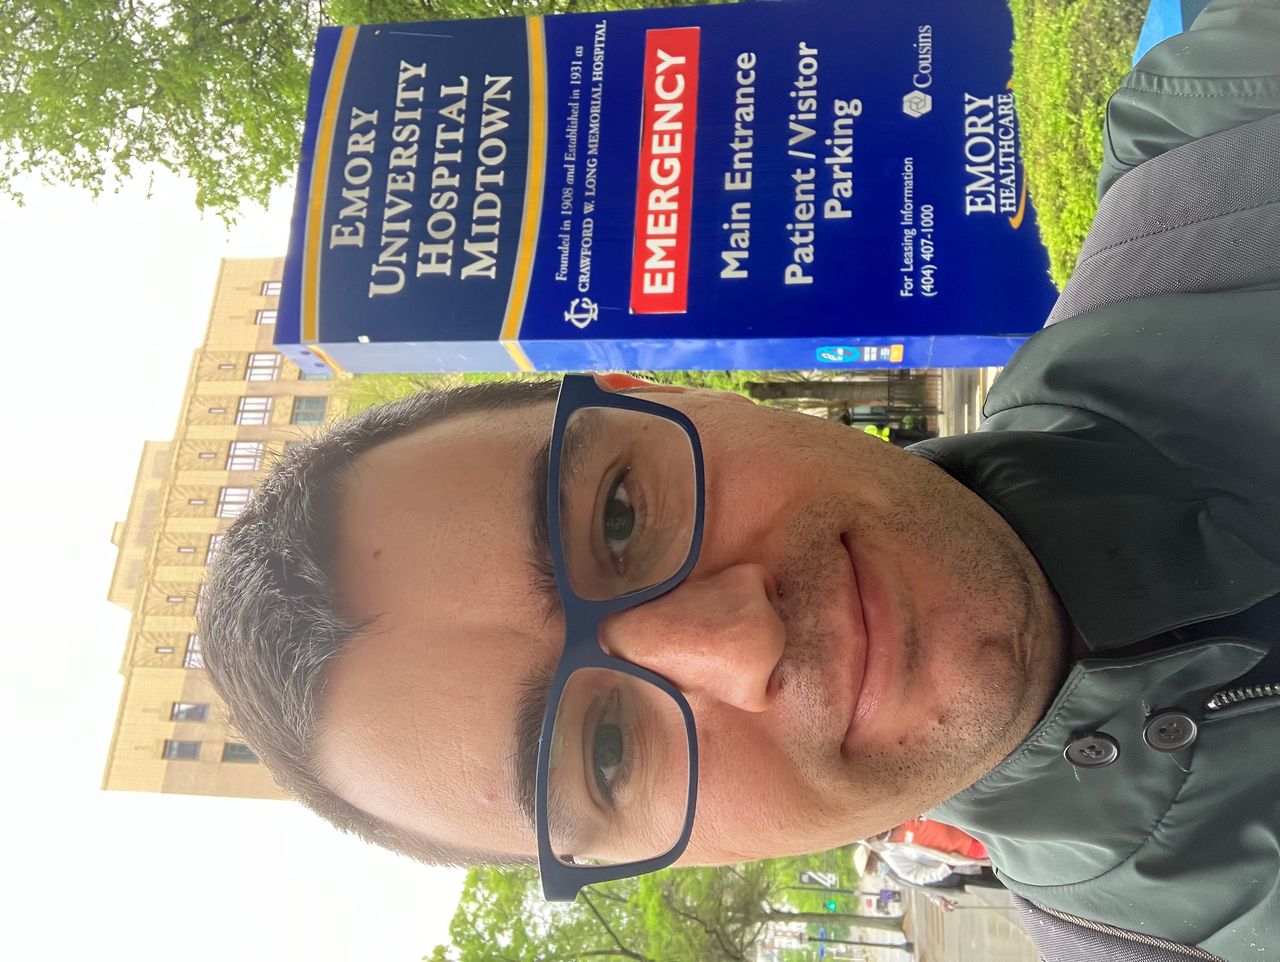 EMORY
UNIVERSITY
HOSPITAL
MIDTOWN
Founded in 1908 and Established in 1931 as
CRAWFORD W. LONG MEMORIAL HOSPITAL
EMERGENCY
Main Entrance
Patient / Visitor
Parking
For Leasing Information
(404) 407-1000
Cousins
EMORY
HEALTHCARE